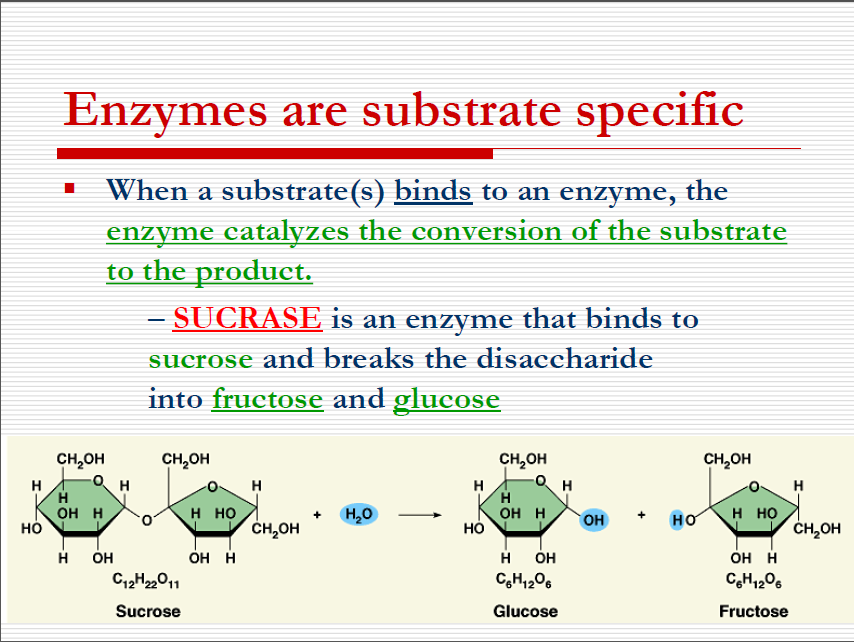 Enzymes are substrate specific
When a substrate(s) binds to an enzyme, the
enzyme catalyzes the conversion of the substrate
to the product.
– SUCRASE is an enzyme that binds to
sucrose and breaks the disaccharide
into fructose and glucose
CH₂OH CH₂OH CH₂OH CH₂OH
H O H O H H O H O H
H H
OH H H HO OH H H HO
HO O CH₂OH + H₂O HO OH + HO CH₂OH
H OH OH H H OH OH H
C₁₂H₂₂O₁₁ C₆H₁₂O₆ C₆H₁₂O₆
Sucrose Glucose Fructose